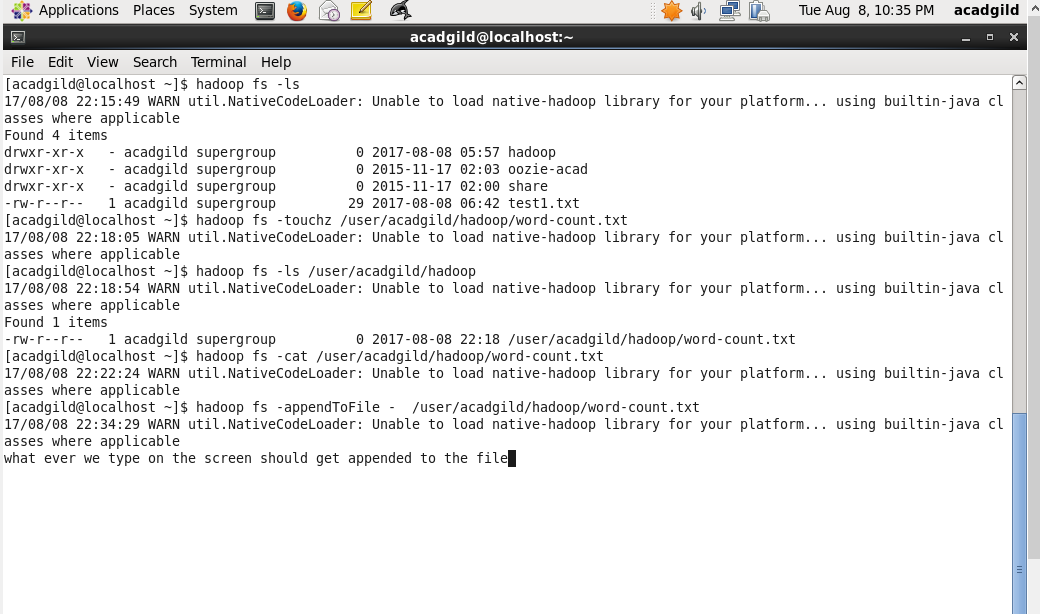 Applications Places System Tue Aug 8, 10:35 PM acadgild
acadgild@localhost:~
File Edit View Search Terminal Help
[acadgild@localhost ~]$ hadoop fs -ls
17/08/08 22:15:49 WARN util.NativeCodeLoader: Unable to load native-hadoop library for your platform... using builtin-java cl
asses where applicable
Found 4 items
drwxr-xr-x   - acadgild supergroup          0 2017-08-08 05:57 hadoop
drwxr-xr-x   - acadgild supergroup          0 2015-11-17 02:03 oozie-acad
drwxr-xr-x   - acadgild supergroup          0 2015-11-17 02:00 share
-rw-r--r--   1 acadgild supergroup         29 2017-08-08 06:42 test1.txt
[acadgild@localhost ~]$ hadoop fs -touchz /user/acadgild/hadoop/word-count.txt
17/08/08 22:18:05 WARN util.NativeCodeLoader: Unable to load native-hadoop library for your platform... using builtin-java cl
asses where applicable
[acadgild@localhost ~]$ hadoop fs -ls /user/acadgild/hadoop
17/08/08 22:18:54 WARN util.NativeCodeLoader: Unable to load native-hadoop library for your platform... using builtin-java cl
asses where applicable
Found 1 items
-rw-r--r--   1 acadgild supergroup          0 2017-08-08 22:18 /user/acadgild/hadoop/word-count.txt
[acadgild@localhost ~]$ hadoop fs -cat /user/acadgild/hadoop/word-count.txt
17/08/08 22:22:24 WARN util.NativeCodeLoader: Unable to load native-hadoop library for your platform... using builtin-java cl
asses where applicable
[acadgild@localhost ~]$ hadoop fs -appendToFile -  /user/acadgild/hadoop/word-count.txt
17/08/08 22:34:29 WARN util.NativeCodeLoader: Unable to load native-hadoop library for your platform... using builtin-java cl
asses where applicable
what ever we type on the screen should get appended to the file